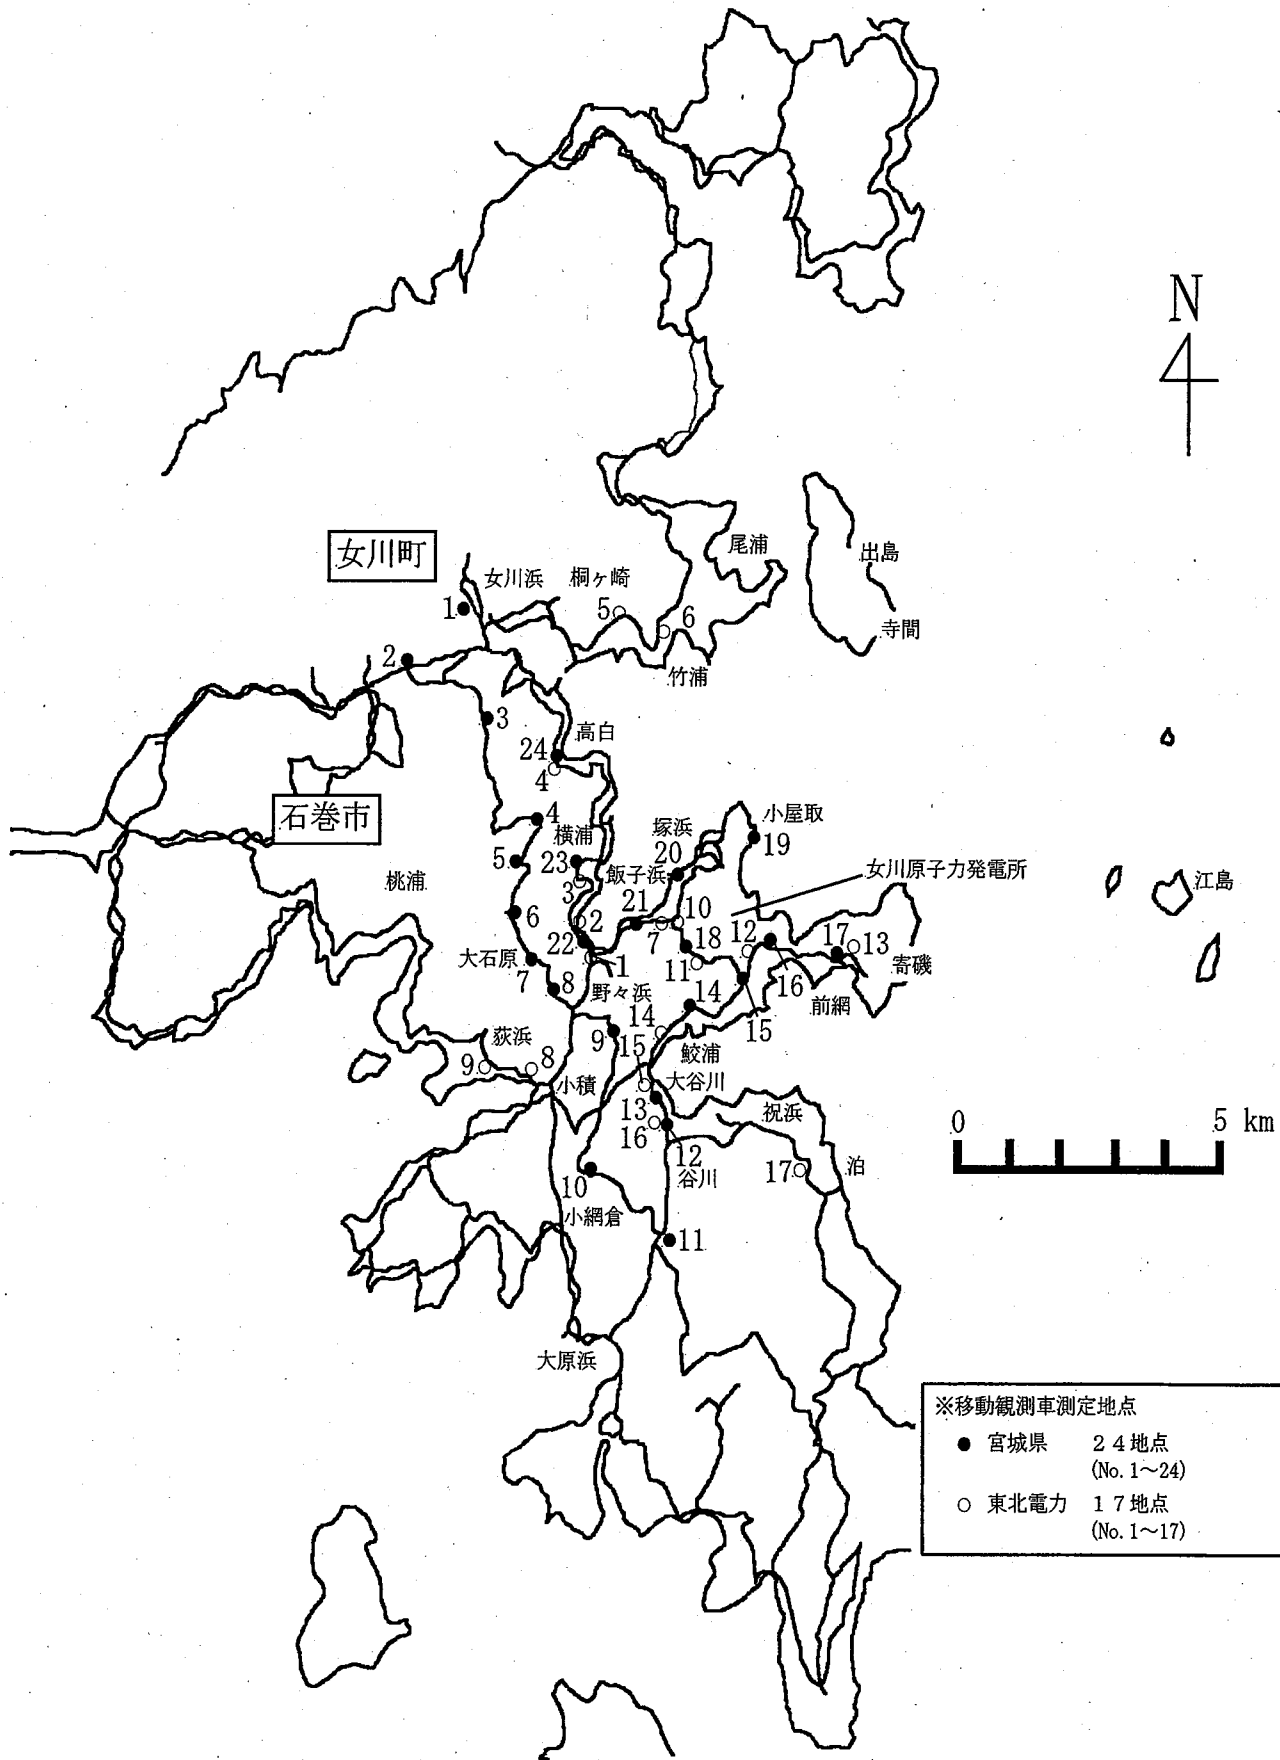 N
女川町
女川浜
桐ヶ崎
尾浦
出島
寺間
1
5
6
2
竹浦
3
高白
24
4
石巻市
4
横浦
塚浜
小屋取
5
23
20
19
桃浦
3
飯子浜
女川原子力発電所
江島
6
2
21
10
22
7
18
12
17
13
大石原
1
11
16
寄磯
7
8
野々浜
14
15
前網
荻浜
9
14
15
鮫浦
9
8
小積
大谷川
13
祝浜
0
5 km
16
12
17
泊
10
谷川
小網倉
11
大原浜
※移動観測車測定地点
● 宮城県 24地点
(No. 1～24)
○ 東北電力 17地点
(No. 1～17)